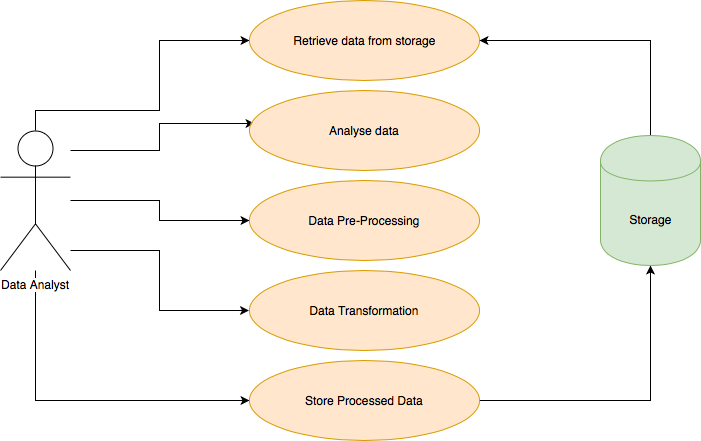 Retrieve data from storage
Analyse data
Data Pre-Processing
Storage
Data Analyst
Data Transformation
Store Processed Data